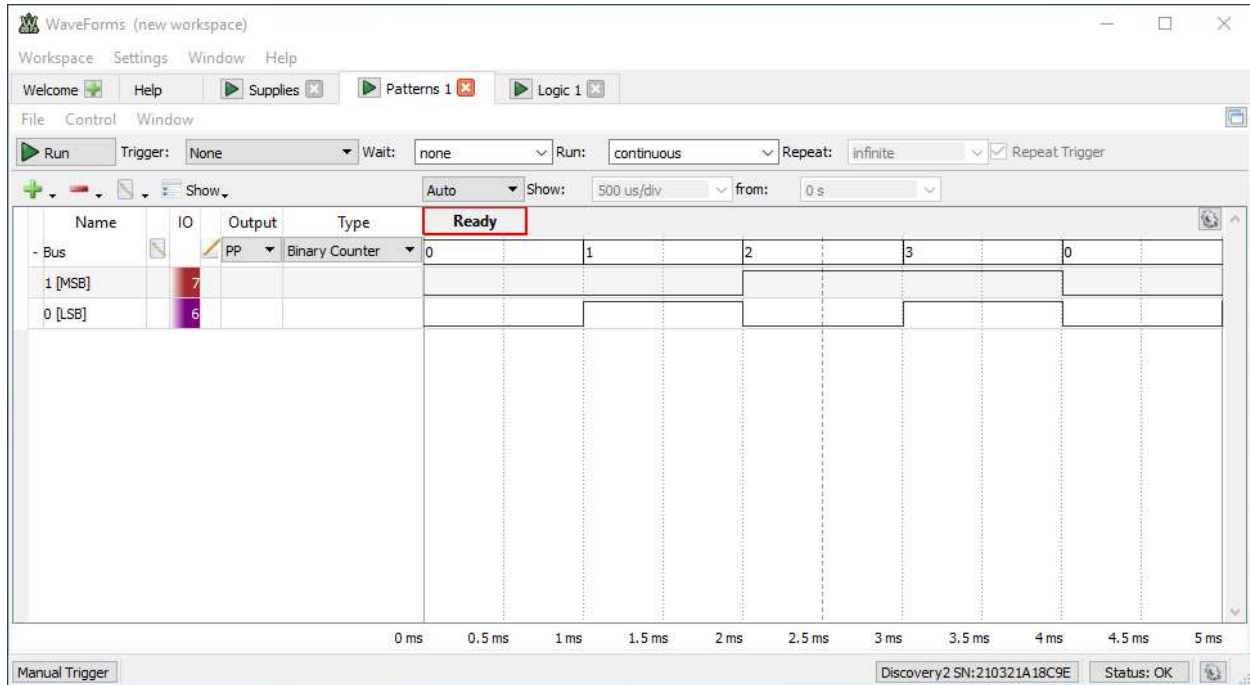 WaveForms (new workspace)
Workspace Settings Window Help
Welcome Help Supplies Patterns 1 Logic 1
File Control Window
Run Trigger: None Wait: none Run: continuous Repeat: infinite Repeat Trigger
Show Auto Show: 500 us/div from: 0 s
Name IO Output Type Ready
- Bus PP Binary Counter 0 1 2 3 0
1 [MSB] 7
0 [LSB] 6
0 ms 0.5 ms 1 ms 1.5 ms 2 ms 2.5 ms 3 ms 3.5 ms 4 ms 4.5 ms 5 ms
Manual Trigger Discovery2 SN:210321A18C9E Status: OK